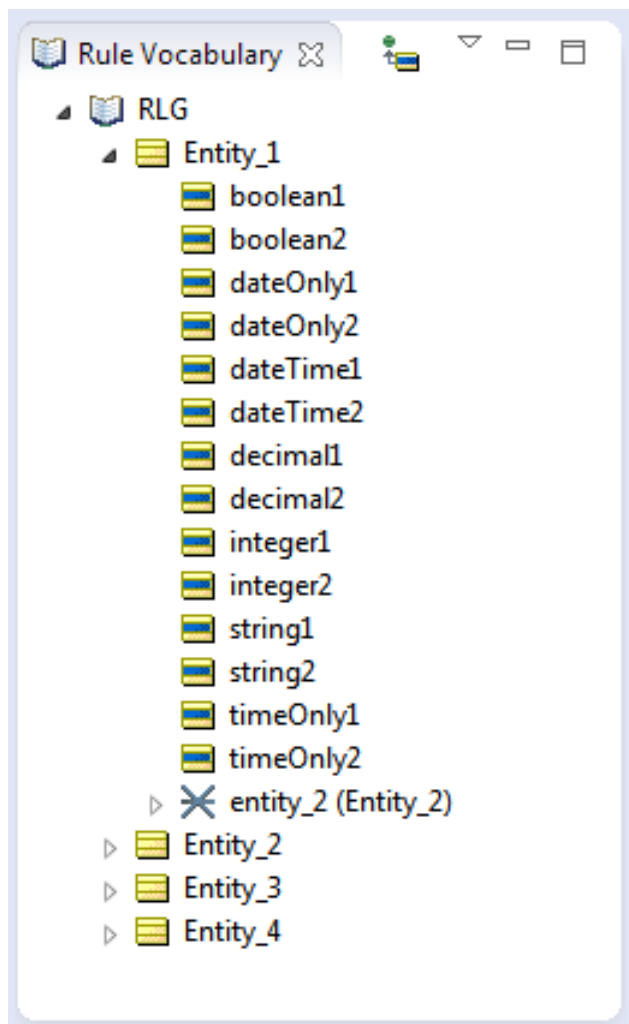 Rule Vocabulary
RLG
Entity_1
boolean1
boolean2
dateOnly1
dateOnly2
dateTime1
dateTime2
decimal1
decimal2
integer1
integer2
string1
string2
timeOnly1
timeOnly2
entity_2 (Entity_2)
Entity_2
Entity_3
Entity_4